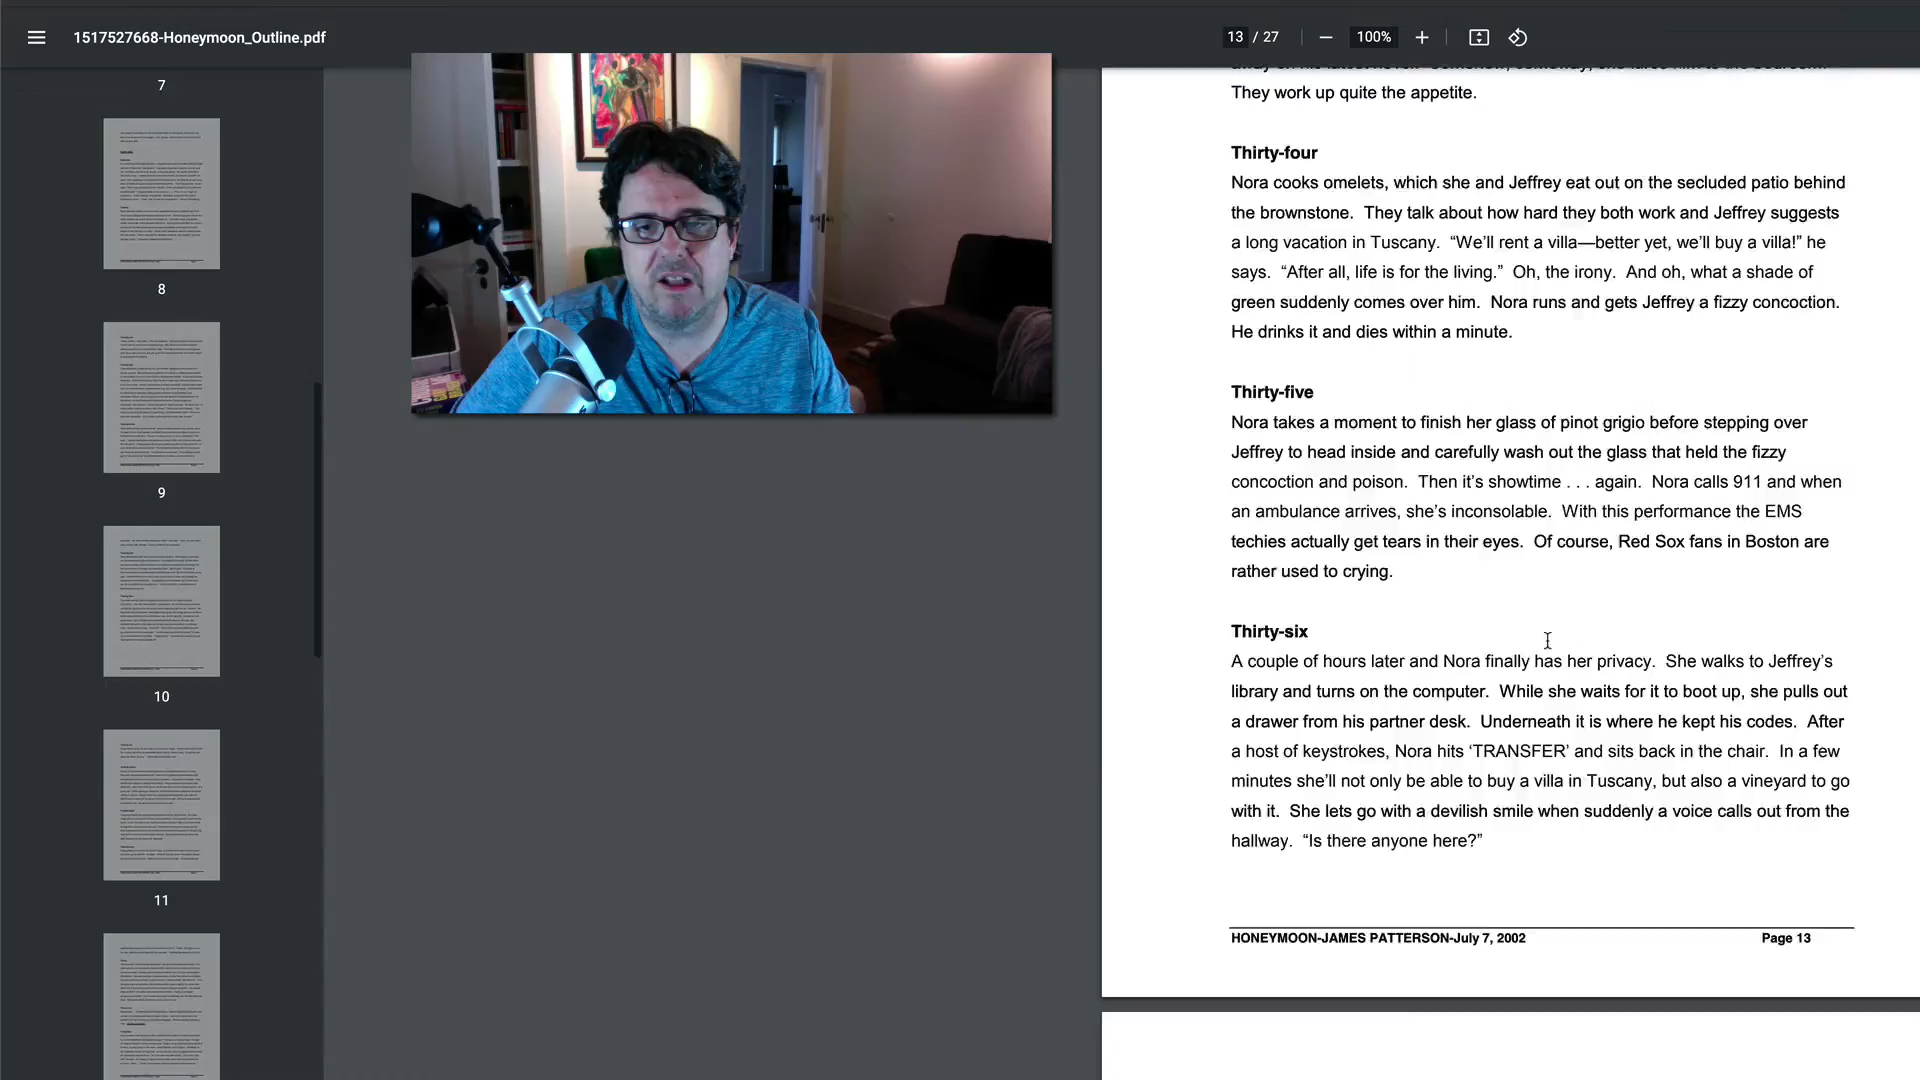 1517527668-Honeymoon_Outline.pdf
13 / 27
100%
7
8
9
10
11
They work up quite the appetite.
Thirty-four
Nora cooks omelets, which she and Jeffrey eat out on the secluded patio behind
the brownstone.  They talk about how hard they both work and Jeffrey suggests
a long vacation in Tuscany.  “We’ll rent a villa—better yet, we’ll buy a villa!” he
says.  “After all, life is for the living.”  Oh, the irony.  And oh, what a shade of
green suddenly comes over him.  Nora runs and gets Jeffrey a fizzy concoction.
He drinks it and dies within a minute.
Thirty-five
Nora takes a moment to finish her glass of pinot grigio before stepping over
Jeffrey to head inside and carefully wash out the glass that held the fizzy
concoction and poison.  Then it’s showtime . . . again.  Nora calls 911 and when
an ambulance arrives, she’s inconsolable.  With this performance the EMS
techies actually get tears in their eyes.  Of course, Red Sox fans in Boston are
rather used to crying.
Thirty-six
A couple of hours later and Nora finally has her privacy.  She walks to Jeffrey’s
library and turns on the computer.  While she waits for it to boot up, she pulls out
a drawer from his partner desk.  Underneath it is where he kept his codes.  After
a host of keystrokes, Nora hits ‘TRANSFER’ and sits back in the chair.  In a few
minutes she’ll not only be able to buy a villa in Tuscany, but also a vineyard to go
with it.  She lets go with a devilish smile when suddenly a voice calls out from the
hallway.  “Is there anyone here?”
HONEYMOON-JAMES PATTERSON-July 7, 2002
Page 13